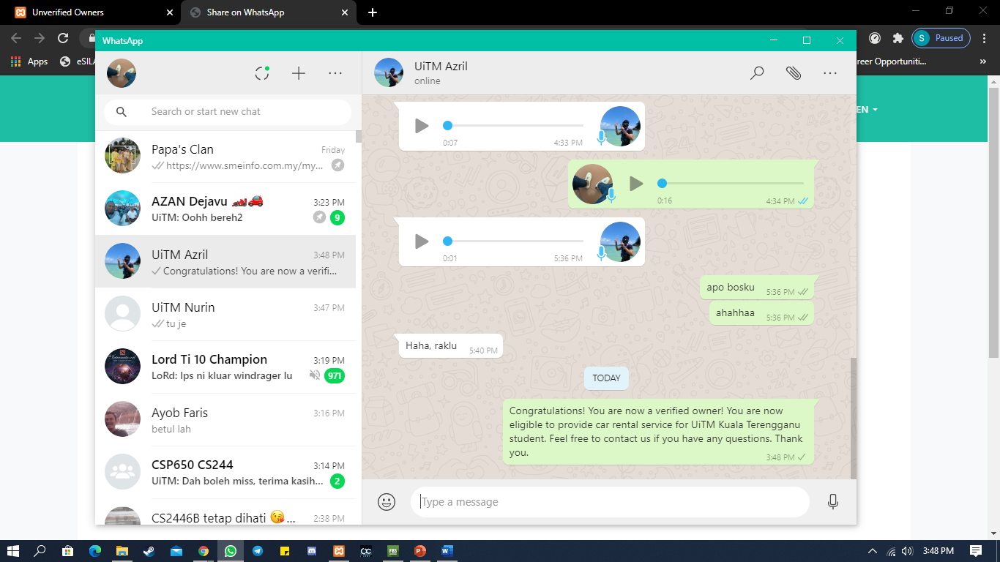 Unverified Owners
Share on WhatsApp
Paused
S
Apps
eSILA
reer Opportuniti...
EN
WhatsApp
Search or start new chat
Papa's Clan
Friday
https://www.smeinfo.com.my/my...
AZAN Dejavu 🏎️🚗
3:23 PM
UiTM: Oohh bereh2
9
UiTM Azril
3:48 PM
Congratulations! You are now a verifi...
UiTM Nurin
3:47 PM
tu je
Lord Ti 10 Champion
3:19 PM
LoRd: Ips ni kluar windrager lu
971
Ayob Faris
3:16 PM
betul lah
CSP650 CS244
3:14 PM
UiTM: Dah boleh miss, terima kasih...
2
CS2446B tetap dihati 😘...
2:38 PM
UiTM Azril
online
0:07
4:33 PM
0:16
4:34 PM
0:01
5:36 PM
apo bosku
5:36 PM
ahahhaa
5:36 PM
Haha, raklu
5:40 PM
TODAY
Congratulations! You are now a verified owner! You are now
eligible to provide car rental service for UiTM Kuala Terengganu
student. Feel free to contact us if you have any questions. Thank
you.
3:48 PM
Type a message
FBS
3:48 PM